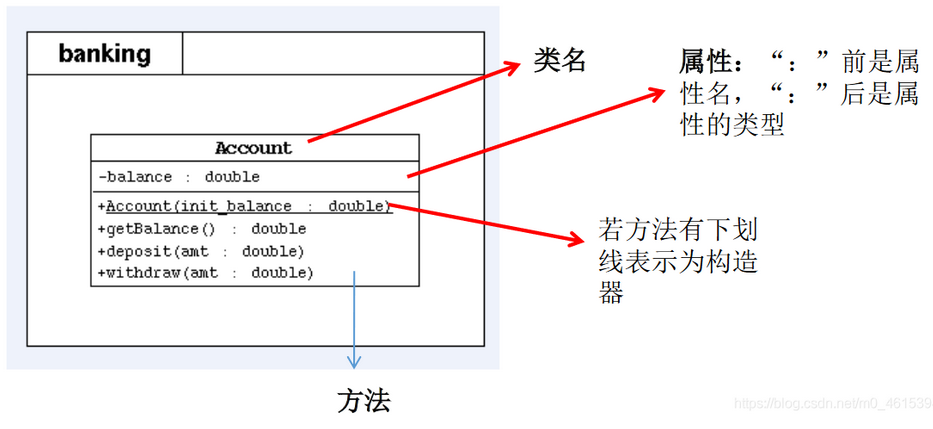 banking
类名
属性：“：”前是属
性名，“：”后是属
性的类型
Account
-balance : double
+Account(init_balance : double)
+getBalance() : double
+deposit(amt : double)
+withdraw(amt : double)
若方法有下划
线表示为构造
器
方法
https://blog.csdn.net/m0_461539